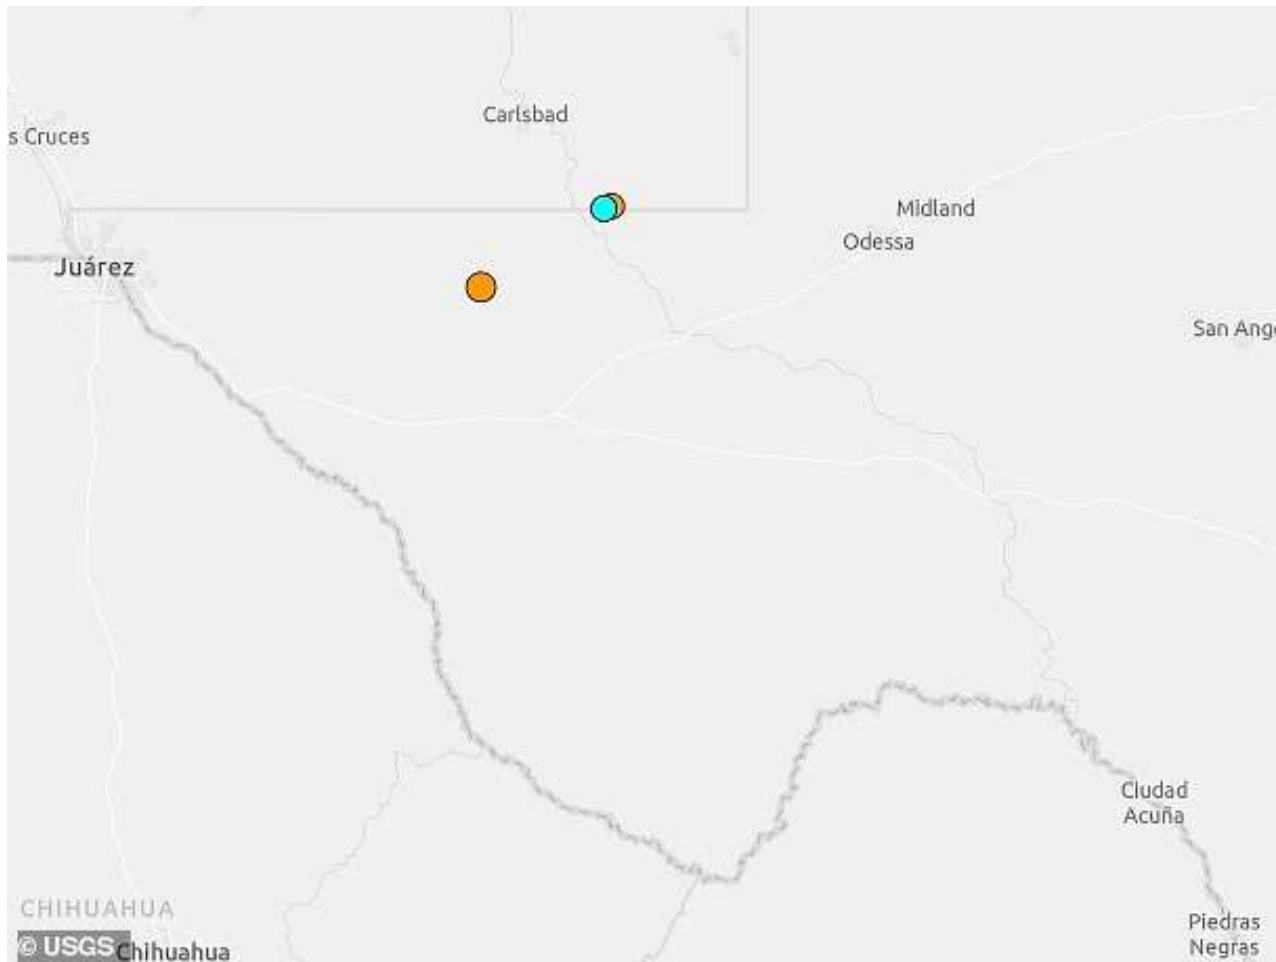 Carlsbad
s Cruces
Midland
Odessa
Juárez
San Ang
Ciudad
Acuña
CHIHUAHUA
Piedras
Negras
© USGS
Chihuahua